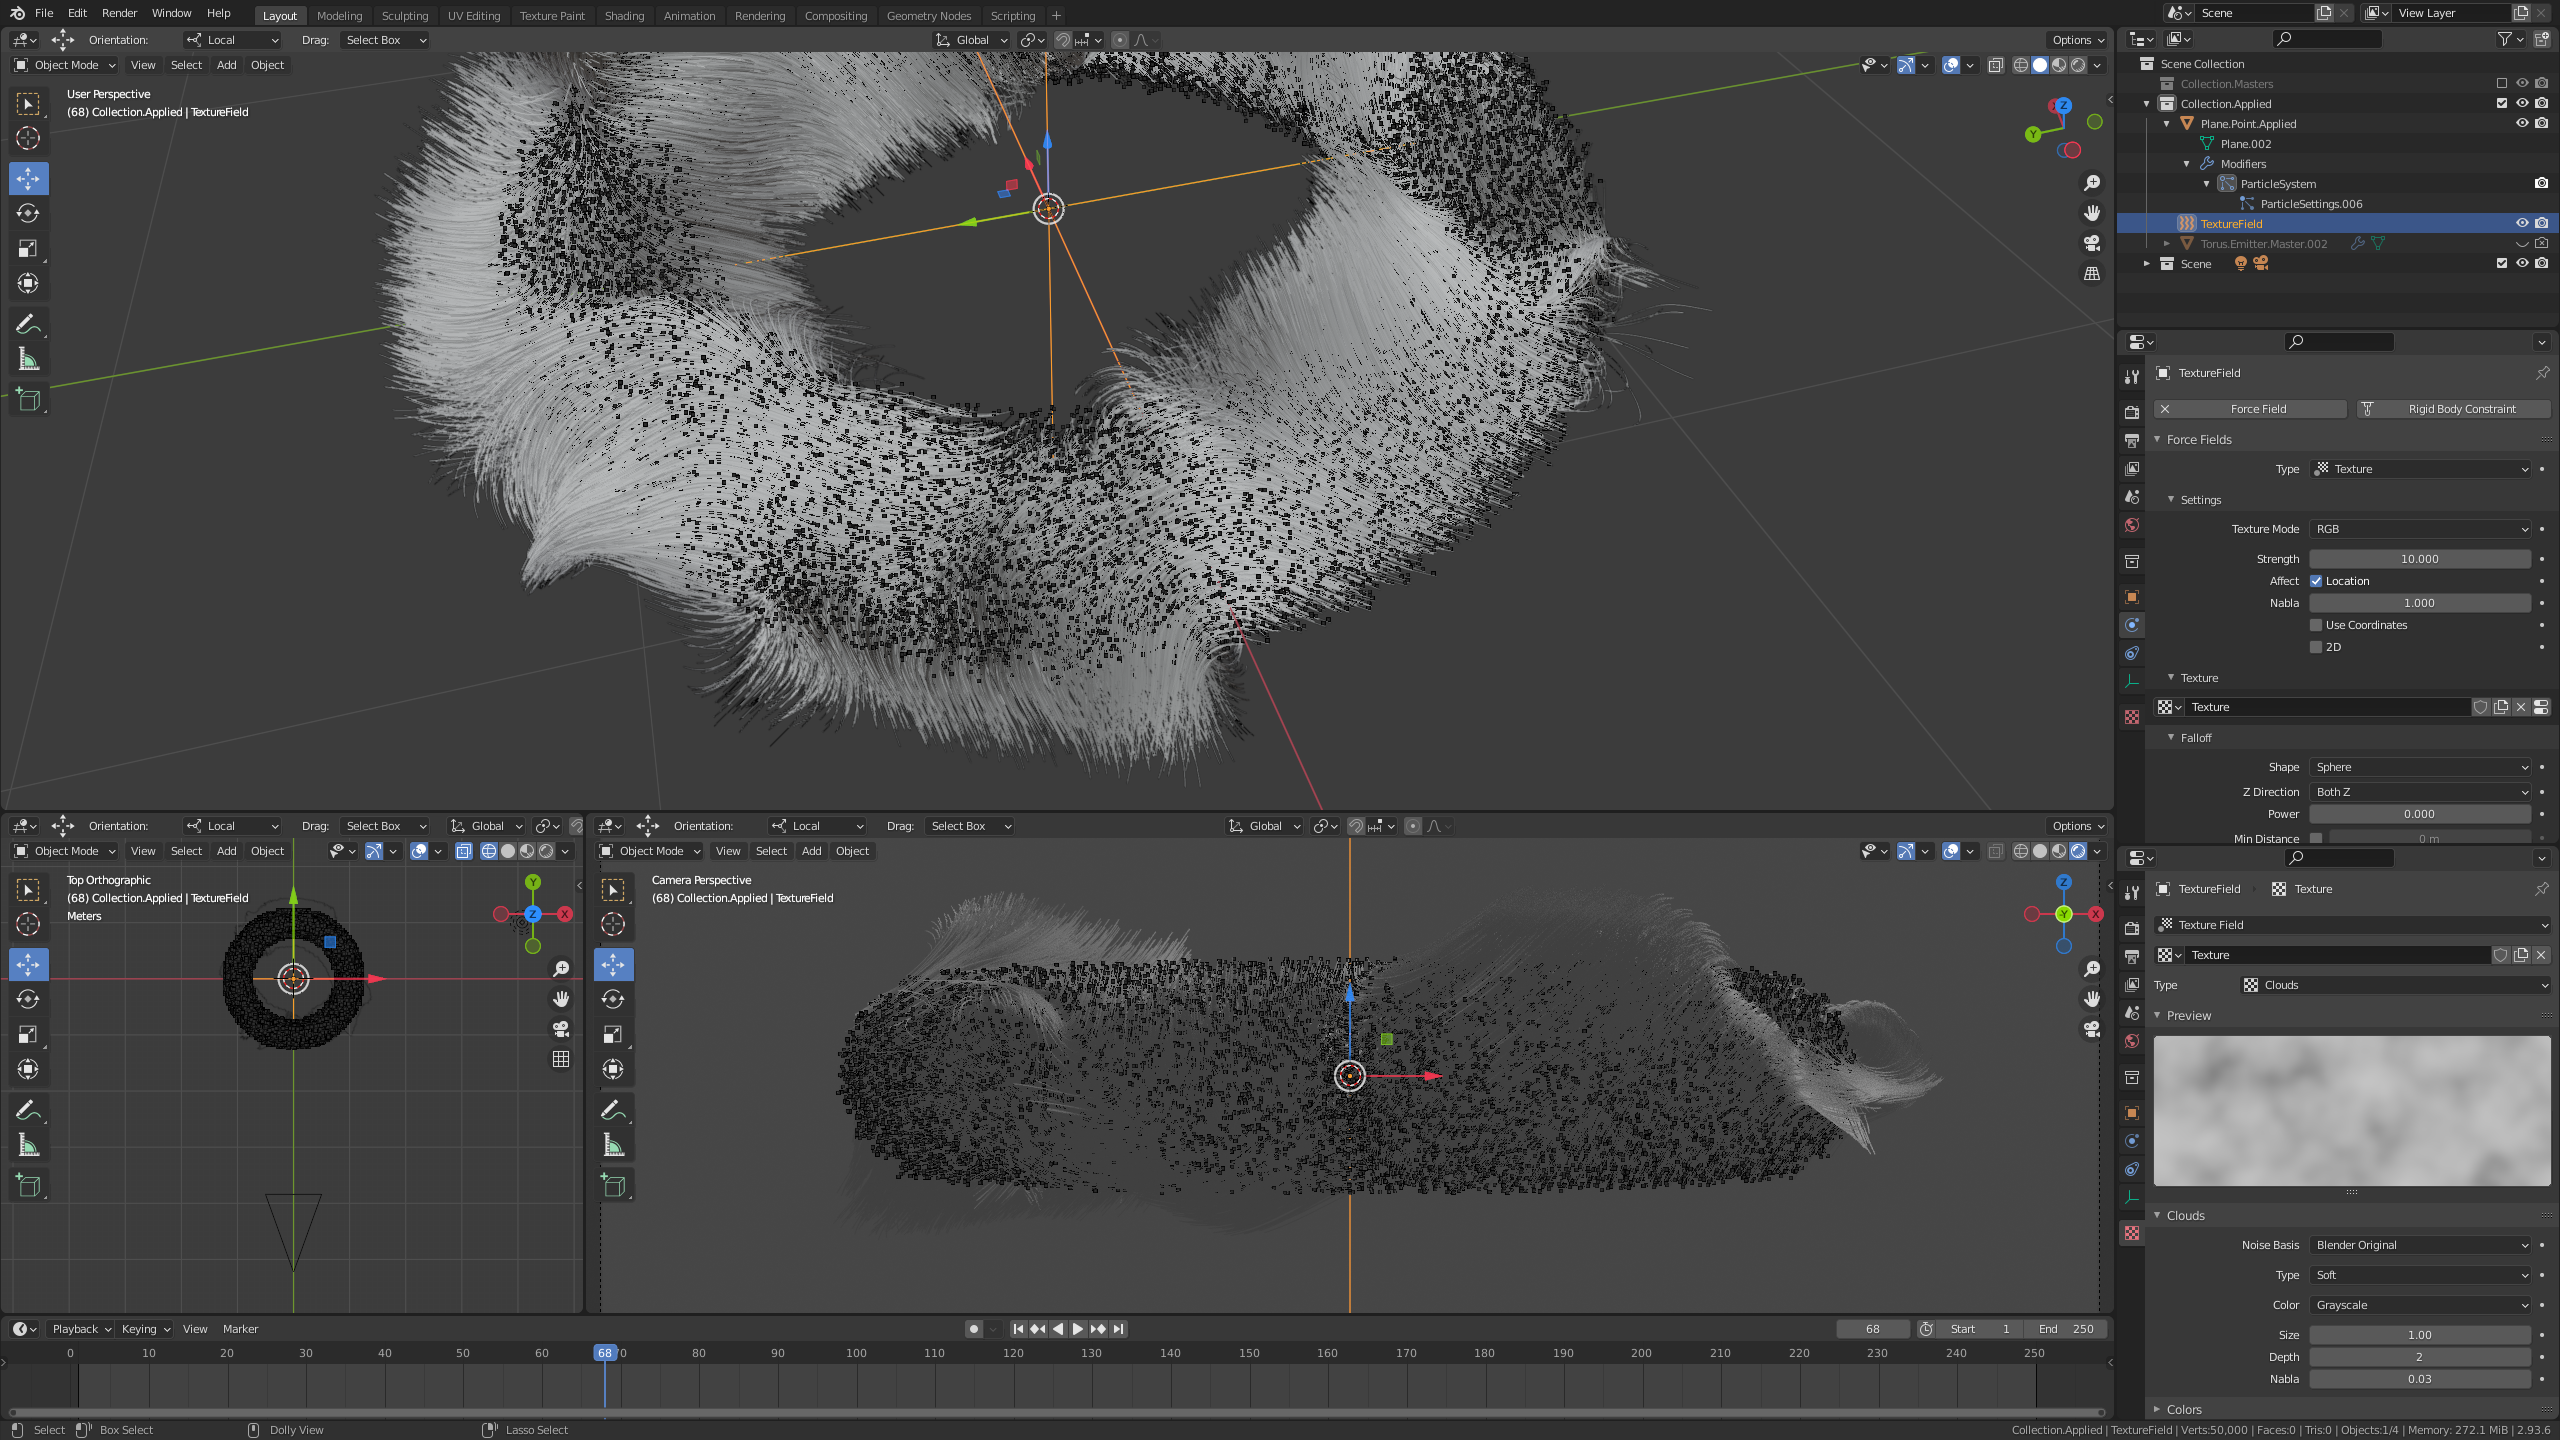 File Edit Render Window Help Layout Modeling Sculpting UV Editing Texture Paint Shading Animation Rendering Compositing Geometry Nodes Scripting + Scene View Layer
Orientation: Local Drag: Select Box Global Options
Object Mode View Select Add Object
User Perspective
(68) Collection.Applied | TextureField
Z
Y
Scene Collection
Collection.Masters
Collection.Applied
Plane.Point.Applied
Plane.002
Modifiers
ParticleSystem
ParticleSettings.006
TextureField
Torus.Emitter.Master.002
Scene
TextureField
Force Field Rigid Body Constraint
Force Fields
Type Texture
Settings
Texture Mode RGB
Strength 10.000
Affect Location
Nabla 1.000
Use Coordinates
2D
Texture
Texture
Falloff
Shape Sphere
Z Direction Both Z
Power 0.000
Min Distance 0 m
Orientation: Local Drag: Select Box Global
Object Mode View Select Add Object
Top Orthographic
(68) Collection.Applied | TextureField
Meters
Y
Z X
Orientation: Local Drag: Select Box Global Options
Object Mode View Select Add Object
Camera Perspective
(68) Collection.Applied | TextureField
Z
-Y X
TextureField Texture
Texture Field
Texture
Type Clouds
Preview
Clouds
Noise Basis Blender Original
Type Soft
Color Grayscale
Size 1.00
Depth 2
Nabla 0.03
Colors
Playback Keying View Marker 68 Start 1 End 250
0 10 20 30 40 50 60 68 80 90 100 110 120 130 140 150 160 170 180 190 200 210 220 230 240 250
Select Box Select Dolly View Lasso Select Collection.Applied | TextureField | Verts:50,000 | Faces:0 | Tris:0 | Objects:1/4 | Memory: 272.1 MiB | 2.93.6